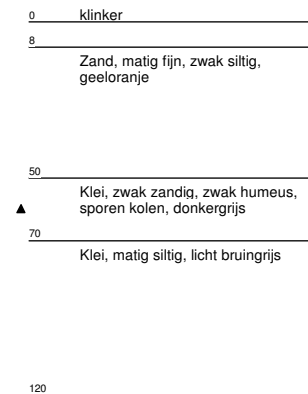 0 klinker
8
Zand, matig fijn, zwak siltig,
geeloranje
50
Klei, zwak zandig, zwak humeus,
sporen kolen, donkergrijs
70
Klei, matig siltig, licht bruingrijs
120